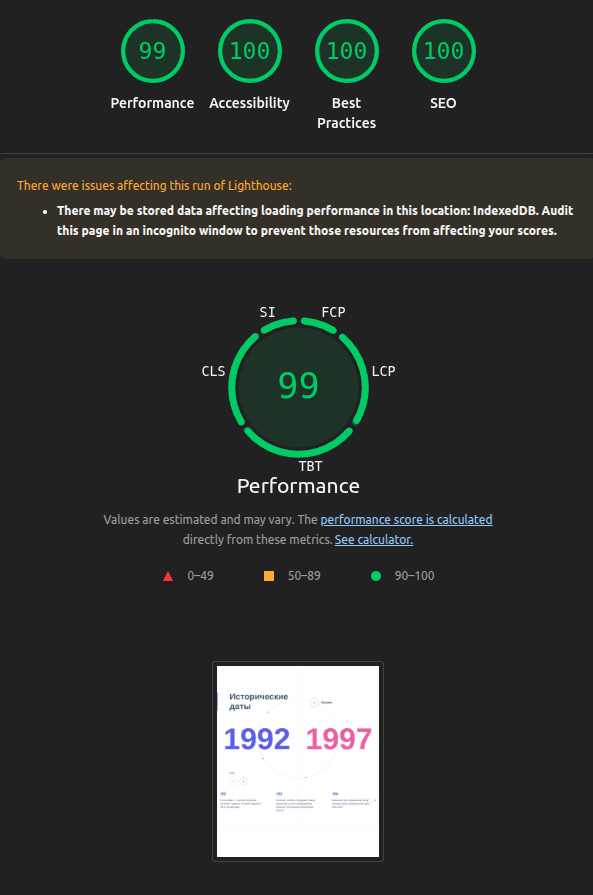 99 100 100 100
Performance Accessibility Best Practices SEO
There were issues affecting this run of Lighthouse:
• There may be stored data affecting loading performance in this location: IndexedDB. Audit
this page in an incognito window to prevent those resources from affecting your scores.
SI FCP
CLS LCP
99
TBT
Performance
Values are estimated and may vary. The performance score is calculated
directly from these metrics. See calculator.
0–49 50–89 90–100
Исторические
даты
1992 1997